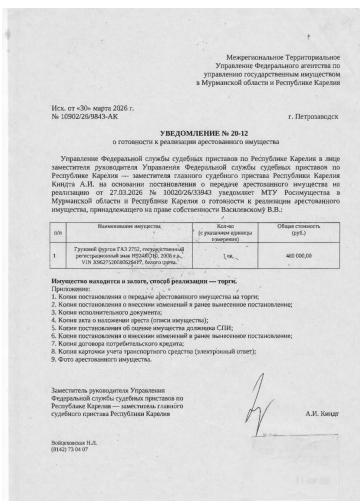 Межрегиональное Территориальное
Управление Федерального агентства по
управлению государственным имуществом
в Мурманской области и Республике Карелия
Исх. от «30» марта 2026 г.
№ 10902/26/9843-АК
г. Петрозаводск
УВЕДОМЛЕНИЕ № 20-12
о готовности к реализации арестованного имущества
Управление Федеральной службы судебных приставов по Республике Карелия в лице
заместителя руководителя Управления Федеральной службы судебных приставов по
Республике Карелия — заместителя главного судебного пристава Республики Карелия
Киндта А.И. на основании постановления о передаче арестованного имущества на
реализацию от 27.03.2026 № 10020/26/33943 уведомляет МТУ Росимущества в
Мурманской области и Республике Карелия о готовности к реализации арестованного
имущества, принадлежащего на праве собственности Василевскому В.В.:
п/п
Наименование имущества
Кол-во
(с указанием единицы
измерения)
Общая стоимость
(руб.)
1
Грузовой фургон ГАЗ 2752, государственный
регистрационный знак
2006 г.в.,
VIN
белого цвета.
1 ед.
460 000,00
Имущество находится в залоге, способ реализации — торги.
Приложение:
1. Копия постановления о передаче арестованного имущества на торги;
2. Копия постановления о внесении изменений в ранее вынесенное постановление;
3. Копия исполнительного документа;
4. Копия акта о наложении ареста (описи имущества);
5. Копия постановления об оценке имущества должника СПИ;
6. Копия постановления о внесении изменений в ранее вынесенное постановление;
7. Копия договора потребительского кредита;
8. Копия карточки учета транспортного средства (электронный ответ);
9. Фото арестованного имущества.
Заместитель руководителя Управления
Федеральной службы судебных приставов по
Республике Карелия — заместитель главного
судебного пристава Республики Карелия
А.И. Киндт
Войцеховская Н.Л.
(8142) 73 04 07